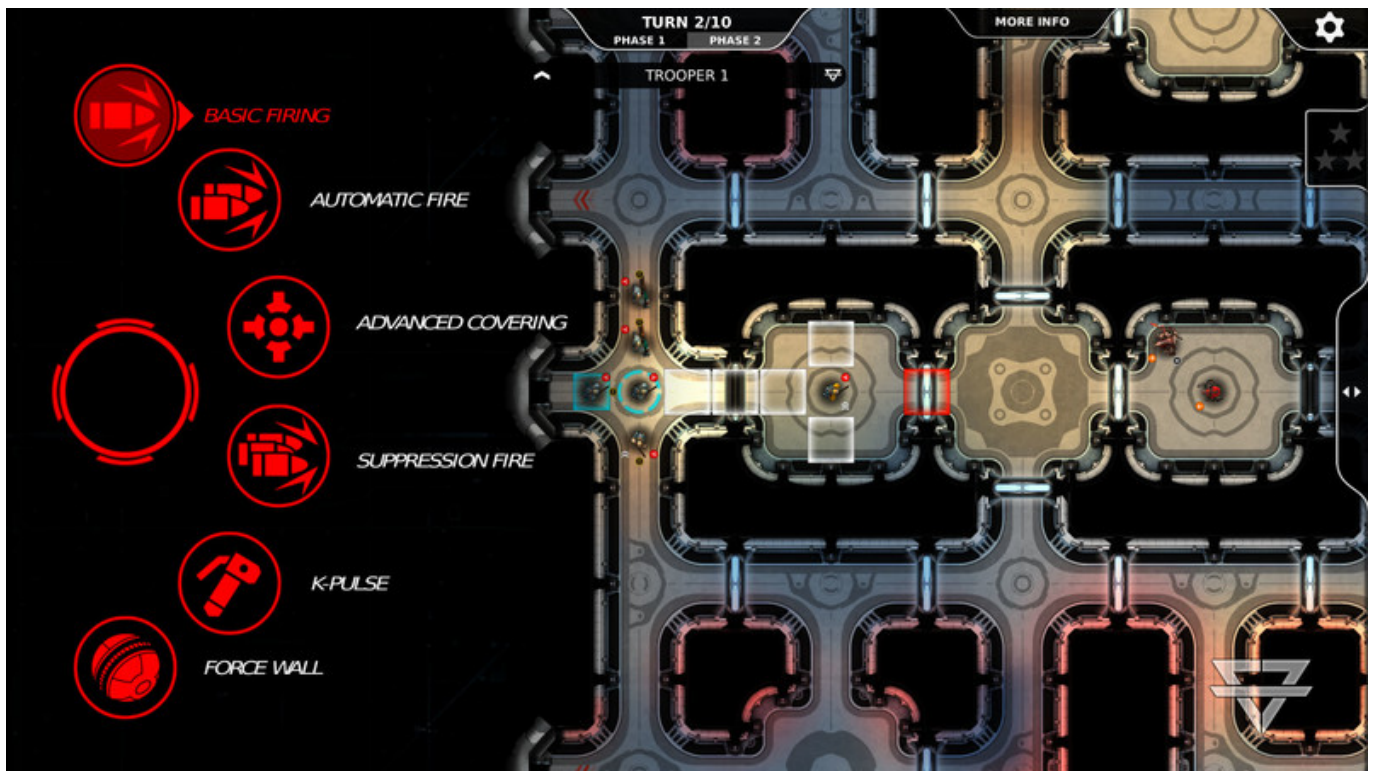 TURN 2/10
PHASE 1 PHASE 2
MORE INFO
TROOPER 1
BASIC FIRING
AUTOMATIC FIRE
ADVANCED COVERING
SUPPRESSION FIRE
K-PULSE
FORCE WALL